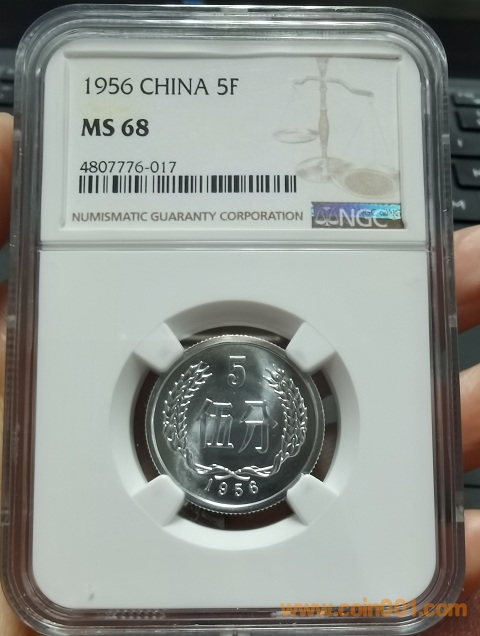 1956 CHINA 5F
MS 68
4807776-017
NUMISMATIC GUARANTY CORPORATION
NGC
5
伍分
1956
www.coin001.com